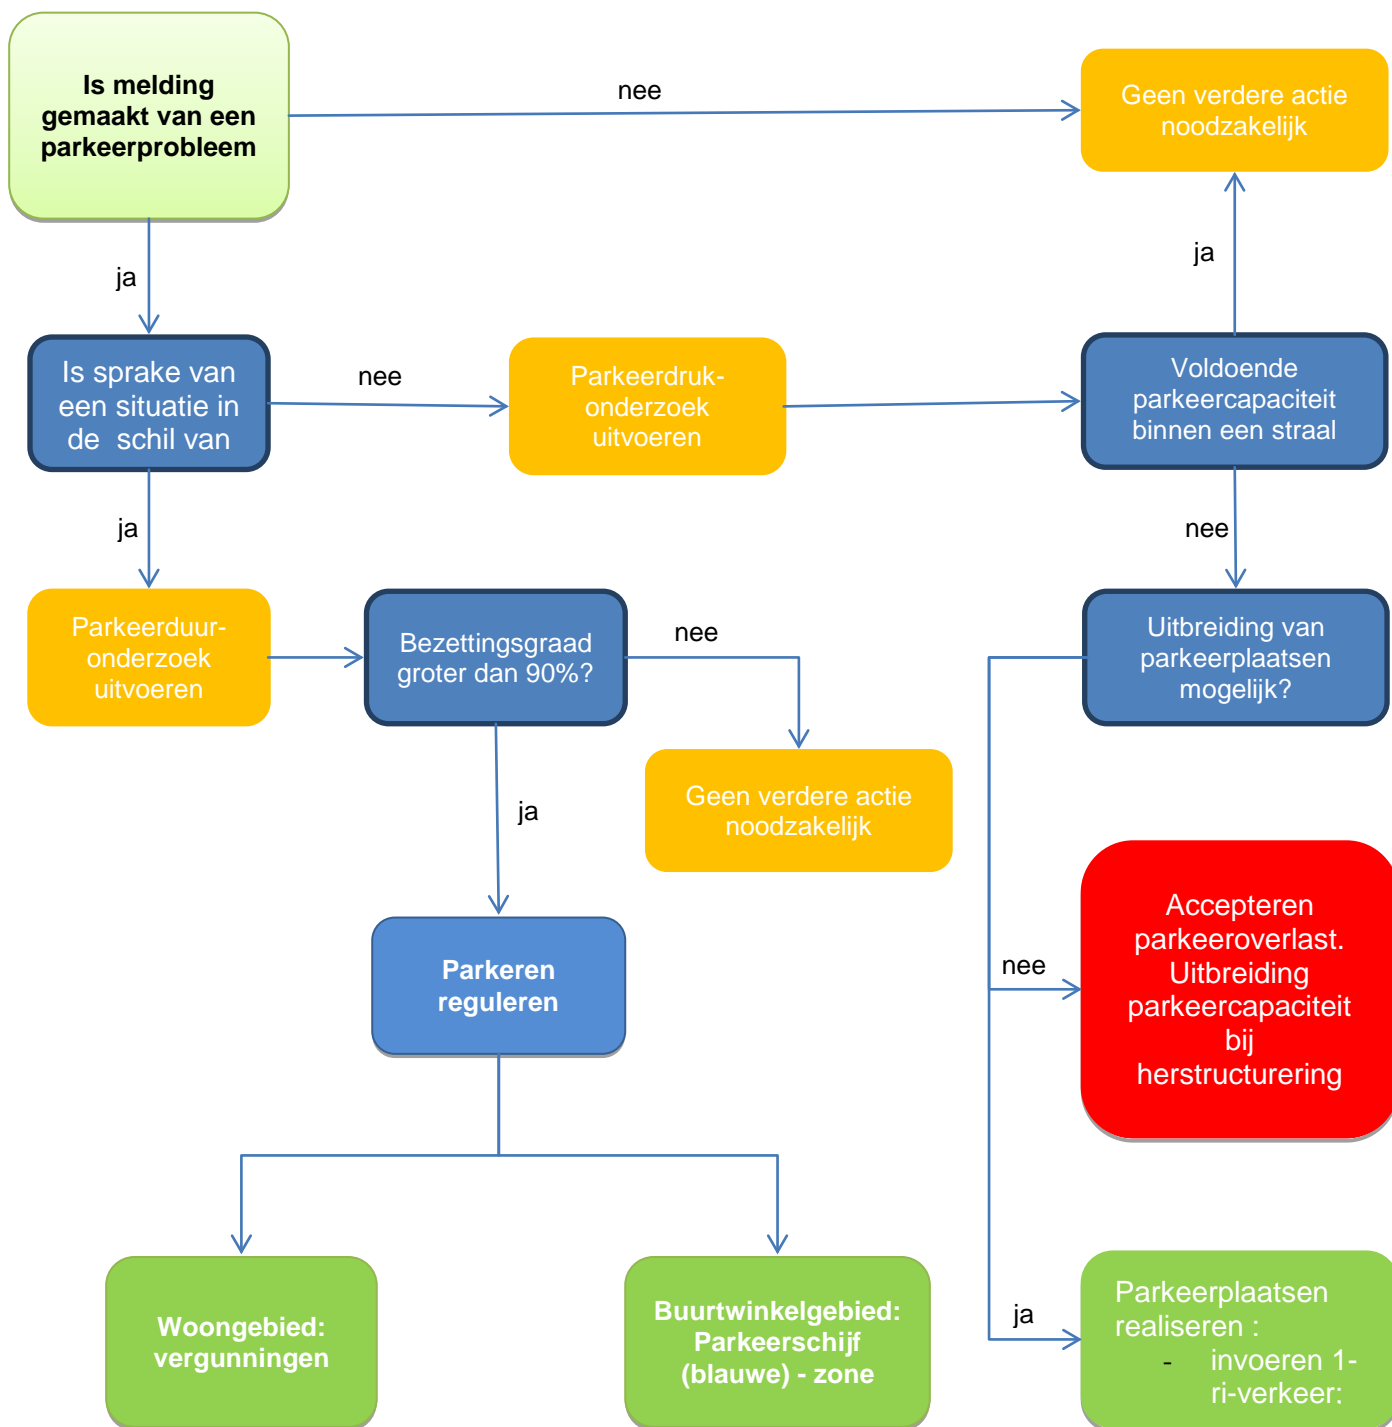 Is melding
gemaakt van een
parkeerprobleem
nee
Geen verdere actie
noodzakelijk
ja
ja
Is sprake van
een situatie in
de schil van
nee
Parkeerdruk-
onderzoek
uitvoeren
Voldoende
parkeercapaciteit
binnen een straal
ja
nee
Parkeerduur-
onderzoek
uitvoeren
Bezettingsgraad
groter dan 90%?
nee
Uitbreiding van
parkeerplaatsen
mogelijk?
Geen verdere actie
noodzakelijk
ja
Parkeren
reguleren
nee
Accepteren
parkeeroverlast.
Uitbreiding
parkeercapaciteit
bij
herstructurering
Woongebied:
vergunningen
Buurtwinkelgebied:
Parkeerschijf
(blauwe) - zone
ja
Parkeerplaatsen
realiseren :
- invoeren 1-
ri-verkeer;